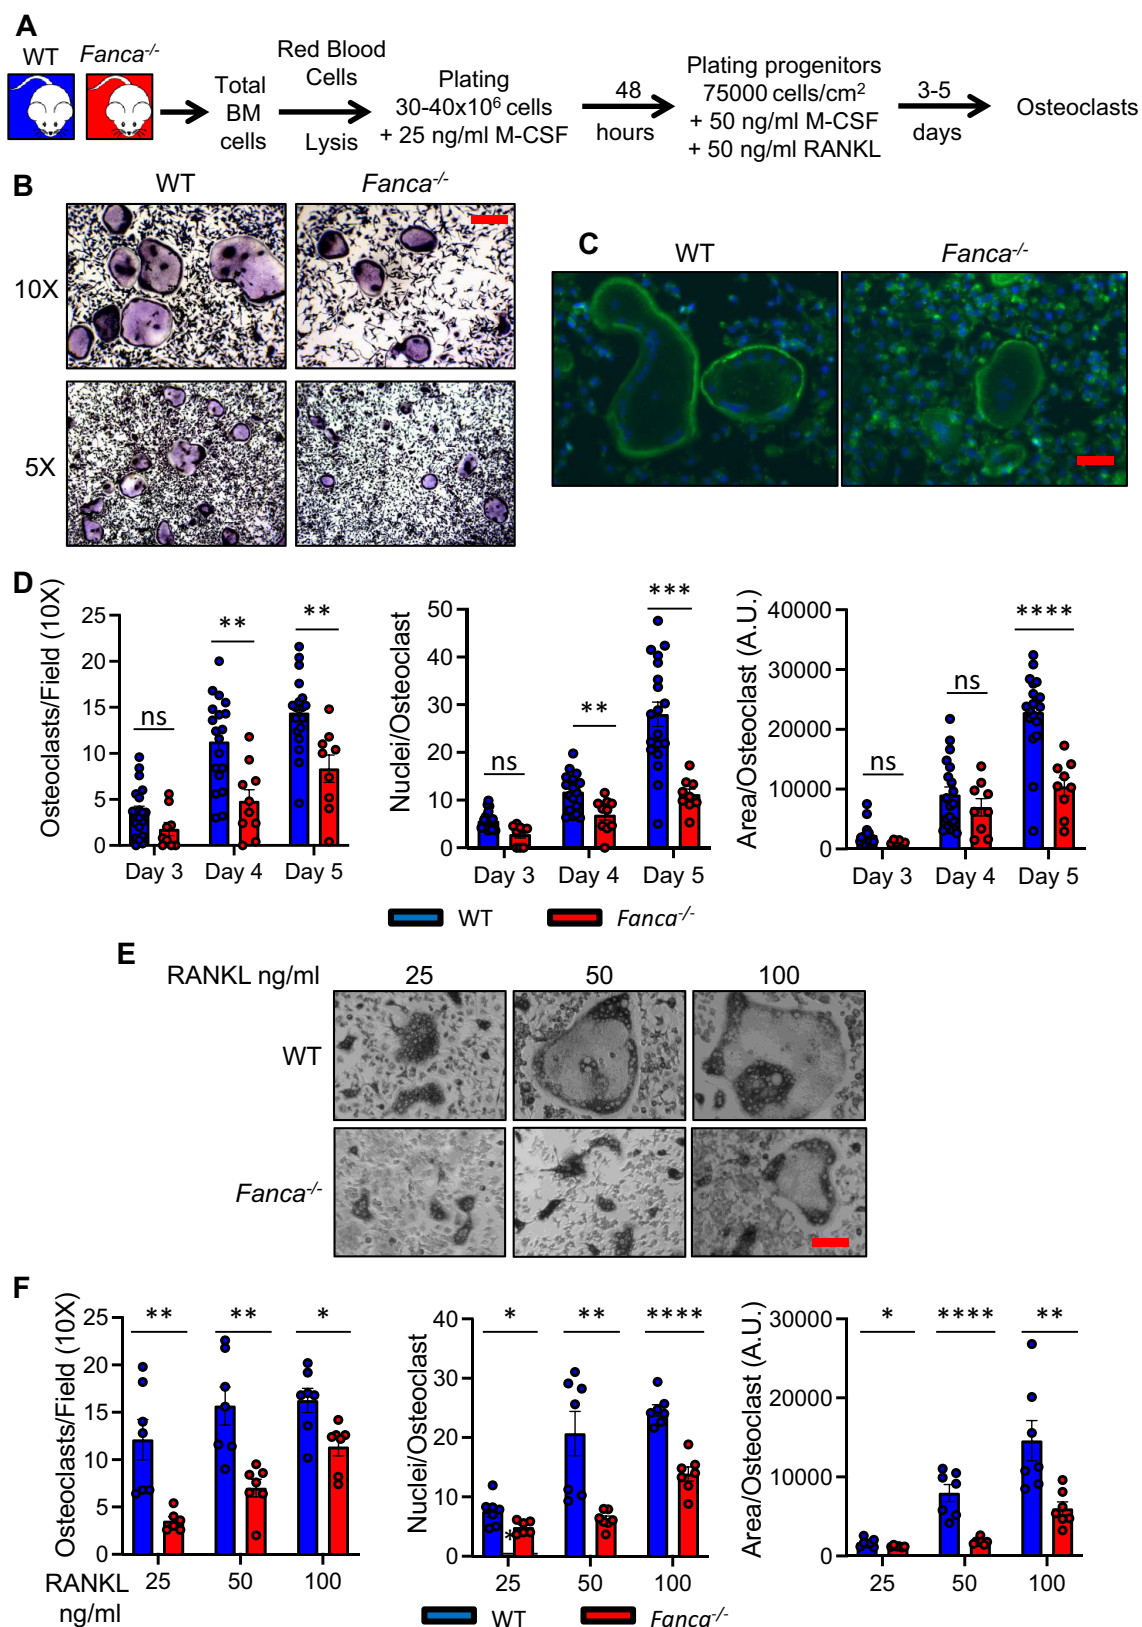 A
WT
Fanca-/-
Total
BM
cells
Red Blood
Cells
Lysis
Plating
30-40x10⁶ cells
+ 25 ng/ml M-CSF
48
hours
Plating progenitors
75000 cells/cm²
+ 50 ng/ml M-CSF
+ 50 ng/ml RANKL
3-5
days
Osteoclasts
B
WT
Fanca-/-
10X
5X
C
WT
Fanca-/-
D
Osteoclasts/Field (10X)
25
20
15
10
5
0
ns
**
**
Day 3
Day 4
Day 5
Nuclei/Osteoclast
50
40
30
20
10
0
ns
**
***
Day 3
Day 4
Day 5
Area/Osteoclast (A.U.)
40000
30000
20000
10000
0
ns
ns
****
Day 3
Day 4
Day 5
WT
Fanca-/-
E
RANKL ng/ml
25
50
100
WT
Fanca-/-
F
Osteoclasts/Field (10X)
25
20
15
10
5
0
**
**
*
RANKL
ng/ml
25
50
100
Nuclei/Osteoclast
40
30
20
10
0
*
**
****
*
25
50
100
Area/Osteoclast (A.U.)
30000
20000
10000
0
*
****
**
25
50
100
WT
Fanca-/-